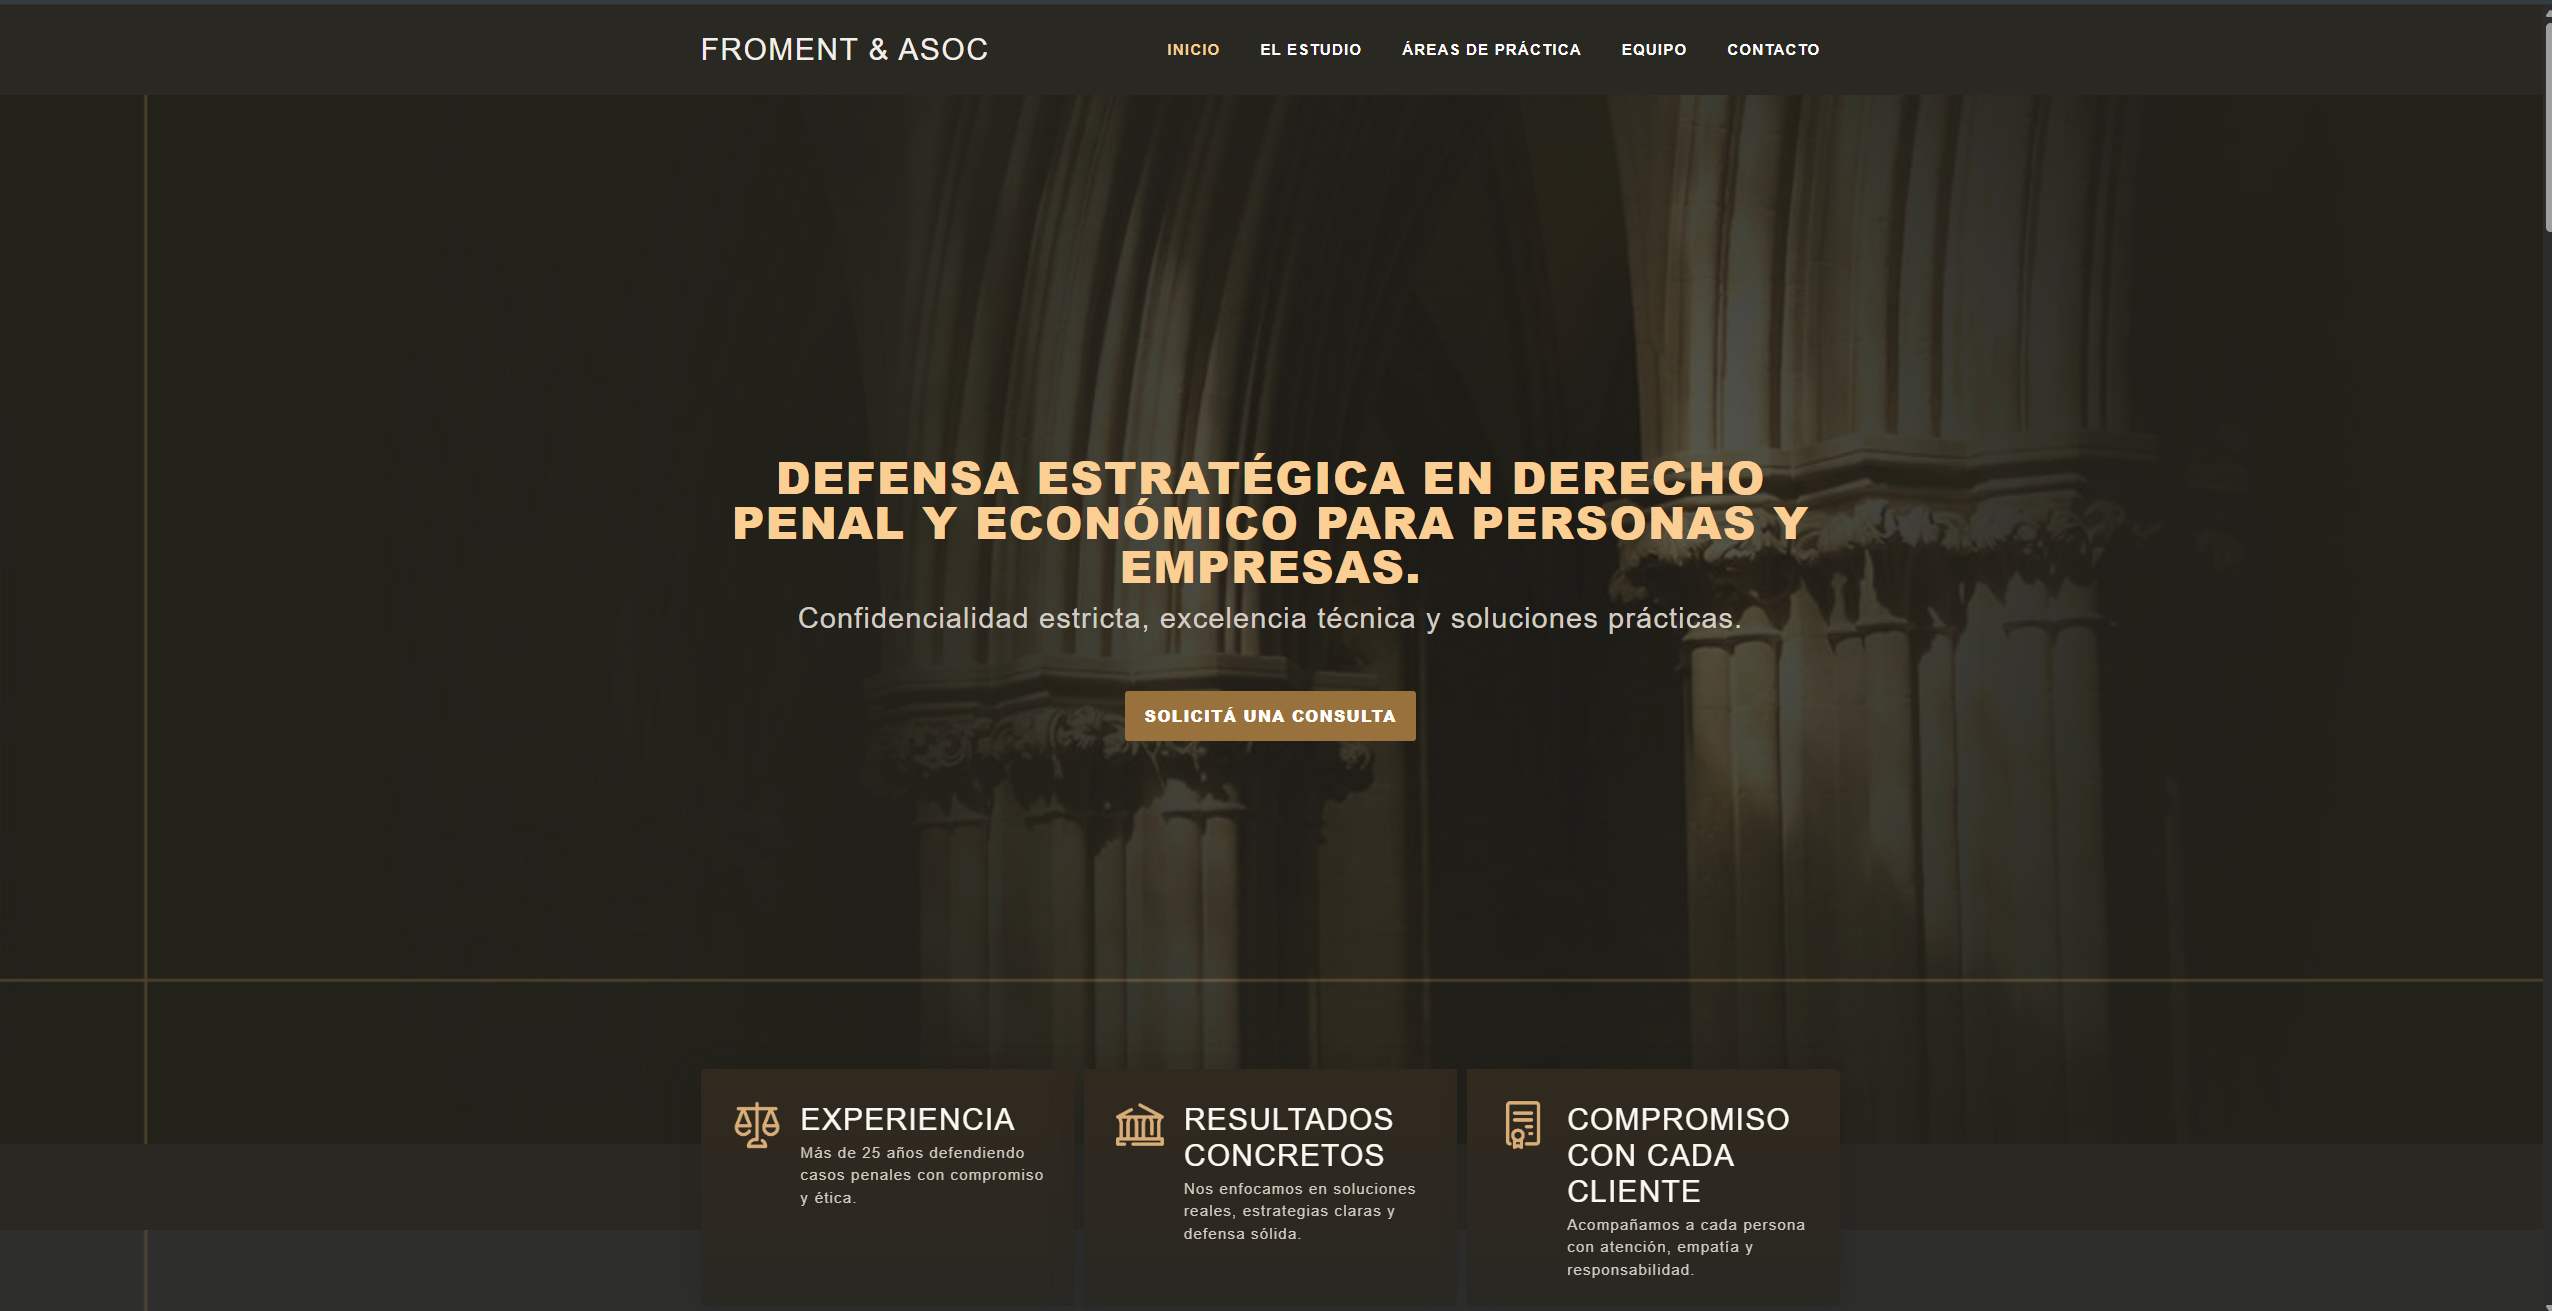 FROMENT & ASOC
INICIO
EL ESTUDIO
ÁREAS DE PRÁCTICA
EQUIPO
CONTACTO
DEFENSA ESTRATÉGICA EN DERECHO
PENAL Y ECONÓMICO PARA PERSONAS Y
EMPRESAS.
Confidencialidad estricta, excelencia técnica y soluciones prácticas.
SOLICITÁ UNA CONSULTA
EXPERIENCIA
Más de 25 años defendiendo
casos penales con compromiso
y ética.
RESULTADOS
CONCRETOS
Nos enfocamos en soluciones
reales, estrategias claras y
defensa sólida.
COMPROMISO
CON CADA
CLIENTE
Acompañamos a cada persona
con atención, empatía y
responsabilidad.